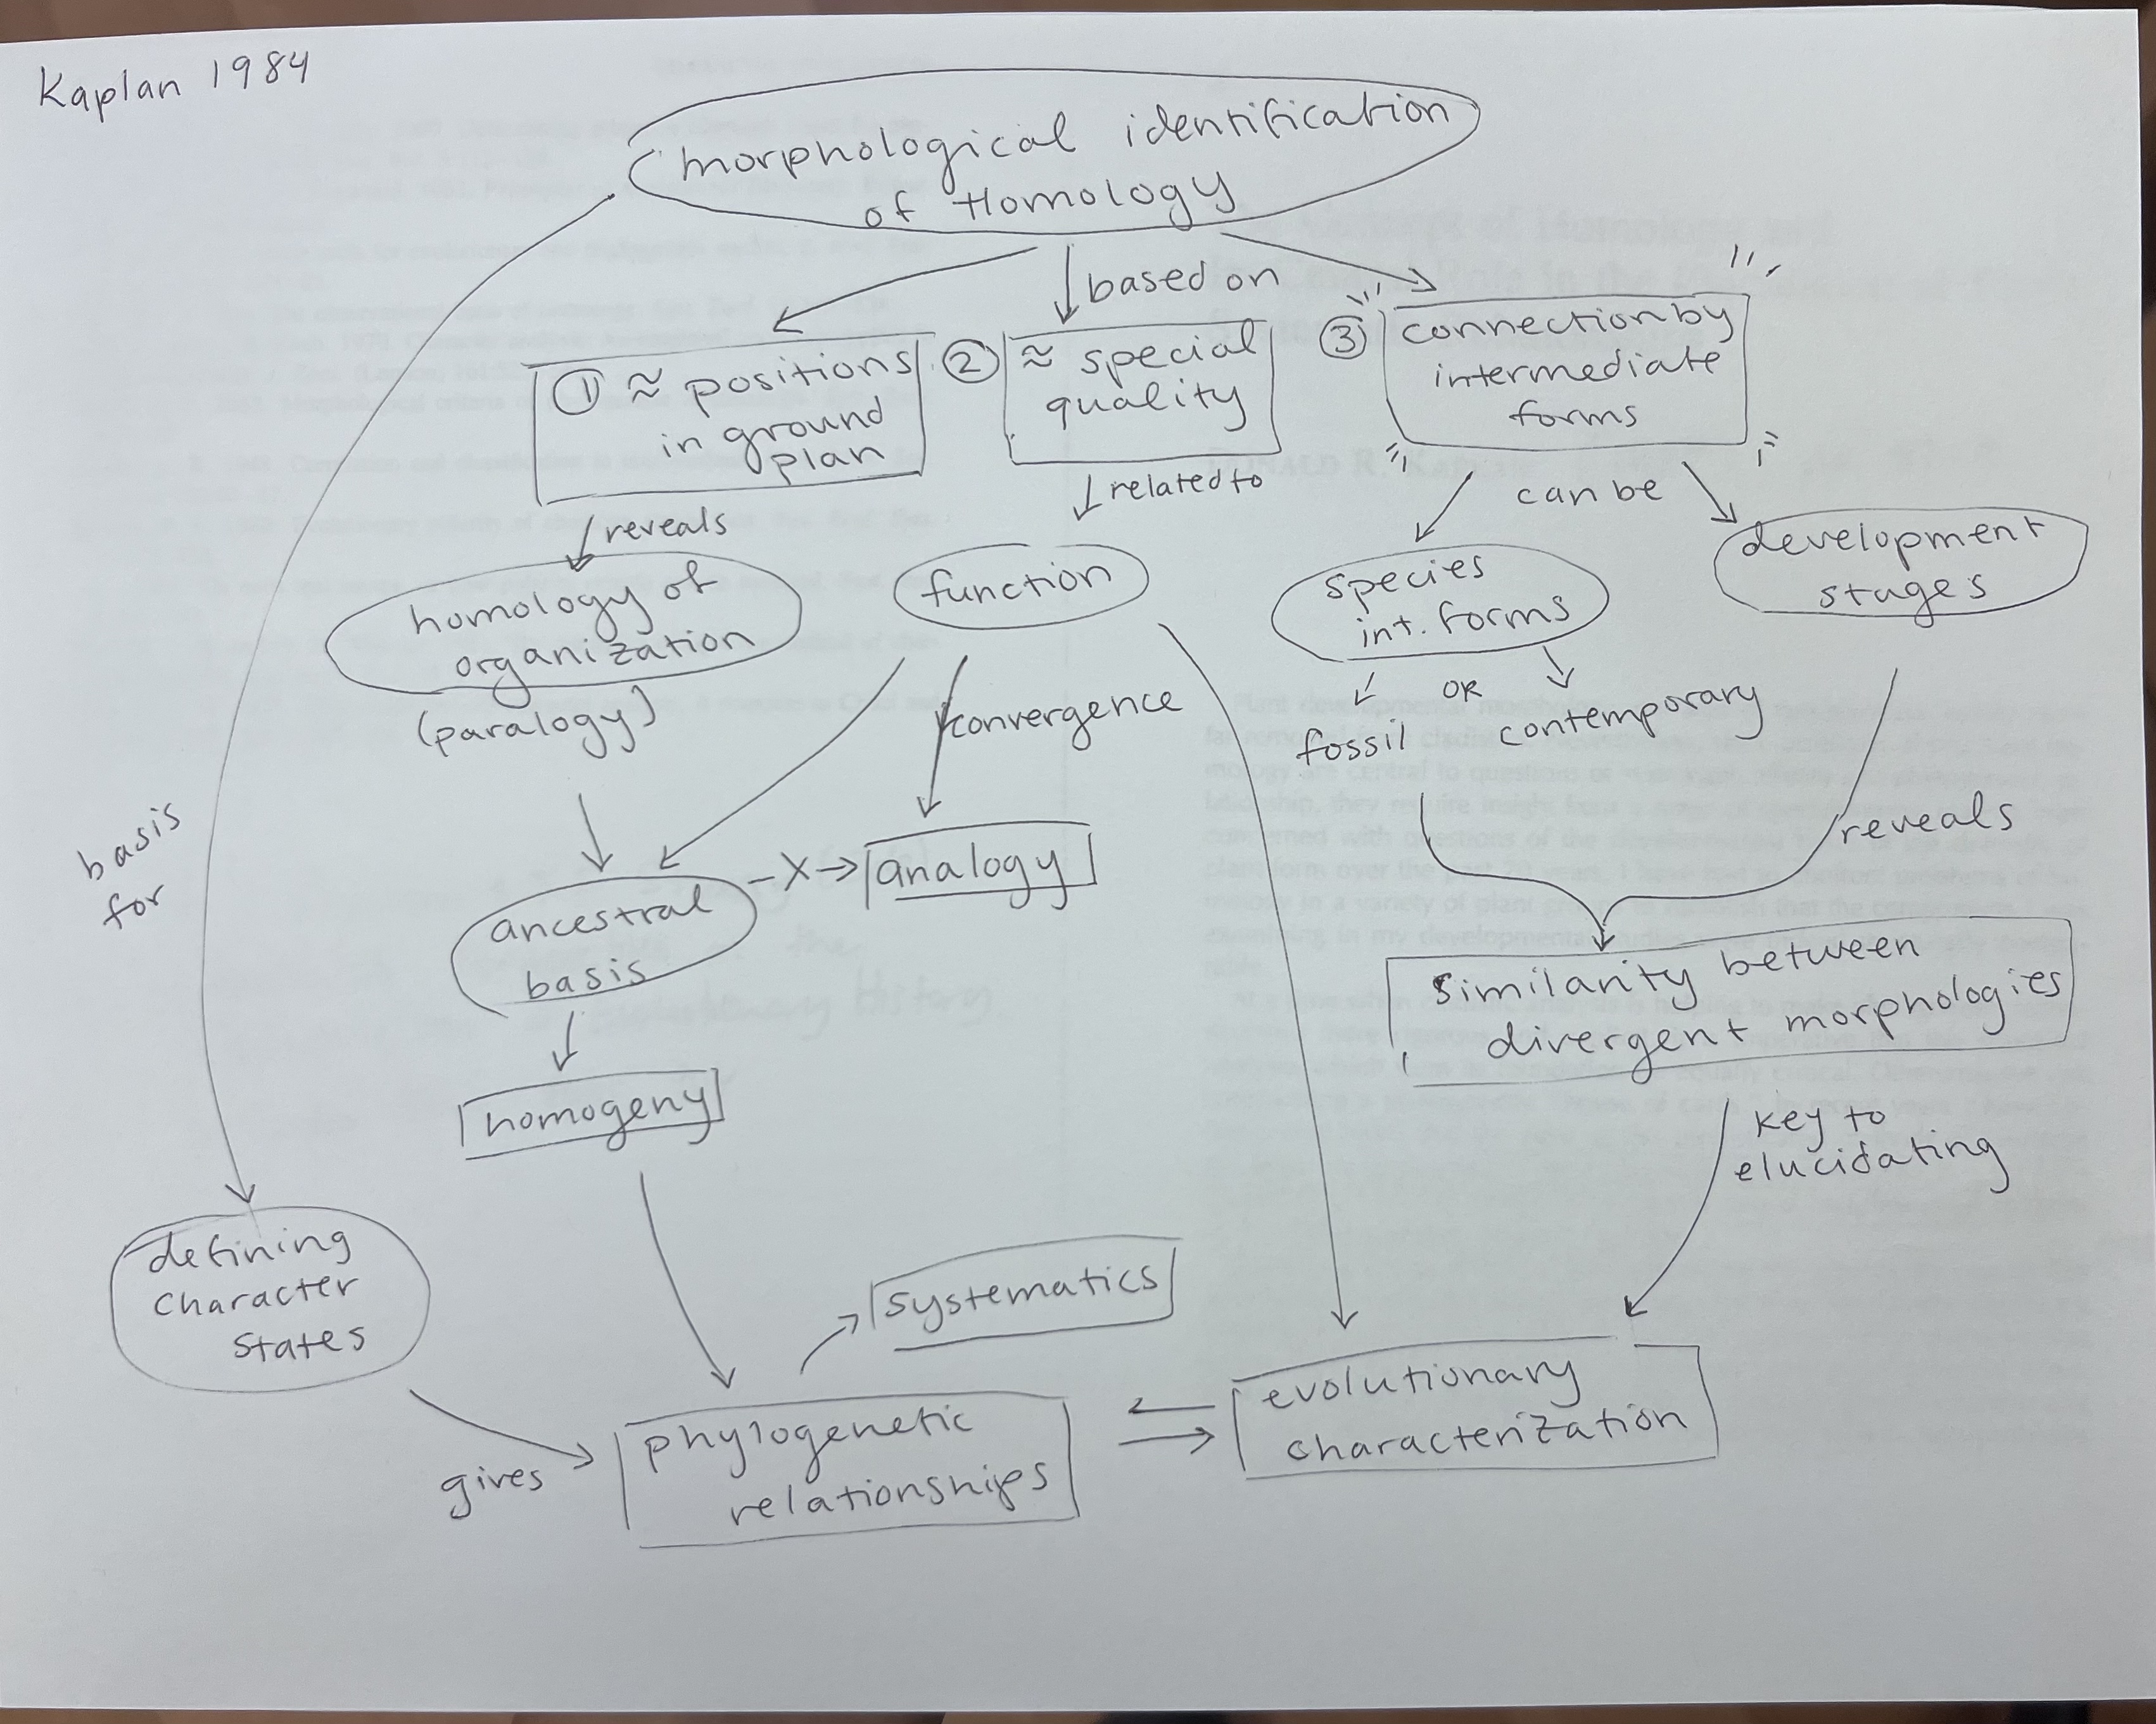 Kaplan 1984
morphological identification
of Homology
based on
① ≈ positions
in ground
plan
② ≈ special
quality
③ connection by
intermediate
forms
reveals
related to
can be
homology of
organization
(paralogy)
function
species
int. forms
development
stages
convergence
fossil
OR
contemporary
reveals
basis
for
ancestral
basis
-X→
analogy
similarity between
divergent morphologies
homogeny
key to
elucidating
defining
character
states
systematics
gives
phylogenetic
relationships
evolutionary
characterization
DONALD R. KAPLAN